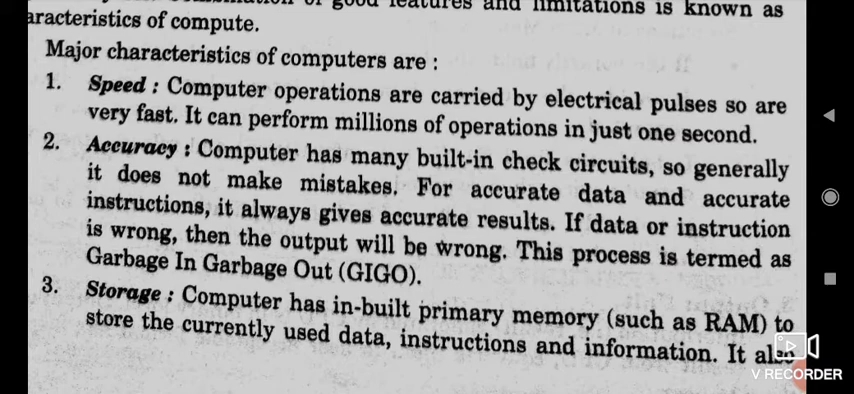 good features and limitations is known as
aracteristics of compute.
Major characteristics of computers are :
1. Speed : Computer operations are carried by electrical pulses so are
very fast. It can perform millions of operations in just one second.
2. Accuracy : Computer has many built-in check circuits, so generally
it does not make mistakes. For accurate data and accurate
instructions, it always gives accurate results. If data or instruction
is wrong, then the output will be wrong. This process is termed as
Garbage In Garbage Out (GIGO).
3. Storage : Computer has in-built primary memory (such as RAM) to
store the currently used data, instructions and information. It also
V RECORDER